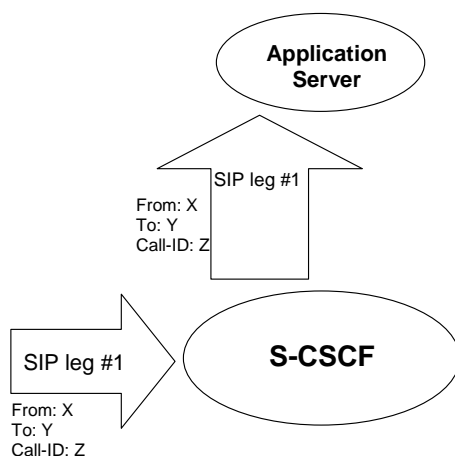 Application
Server
SIP leg #1
From: X
To: Y
Call-ID: Z
S-CSCF
SIP leg #1
From: X
To: Y
Call-ID: Z